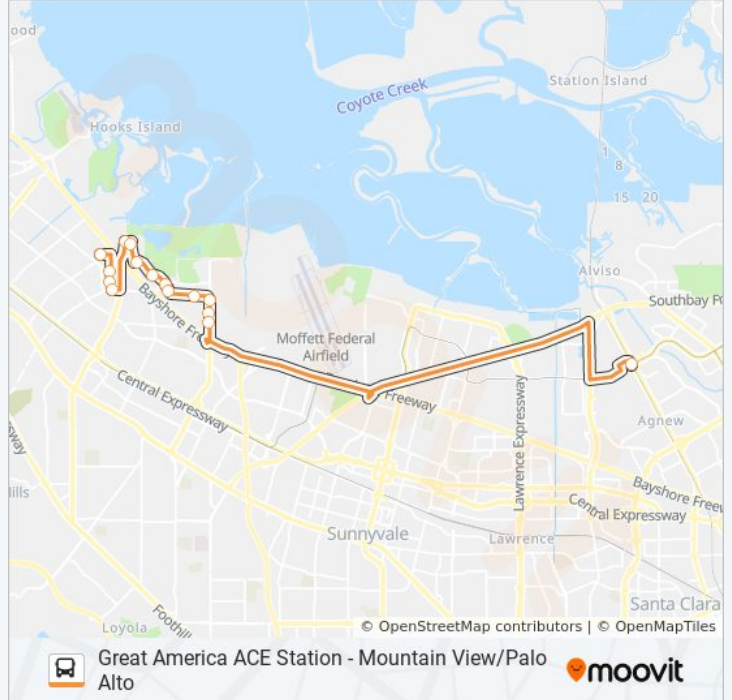 ood
Coyote Creek
Station Island
Hooks Island
1
8
15 20
Alviso
Southbay F
Bayshore Fr
Moffett Federal
Airfield
Freeway
Central Expressway
Lawrence Expressway
Agnew
sway
Bayshore Freew
Central Expressway
ills
Sunnyvale
Lawrence
Santa Clara
Loyola
Foothil
© OpenStreetMap contributors | © OpenMapTiles
Great America ACE Station - Mountain View/Palo
Alto
moovit